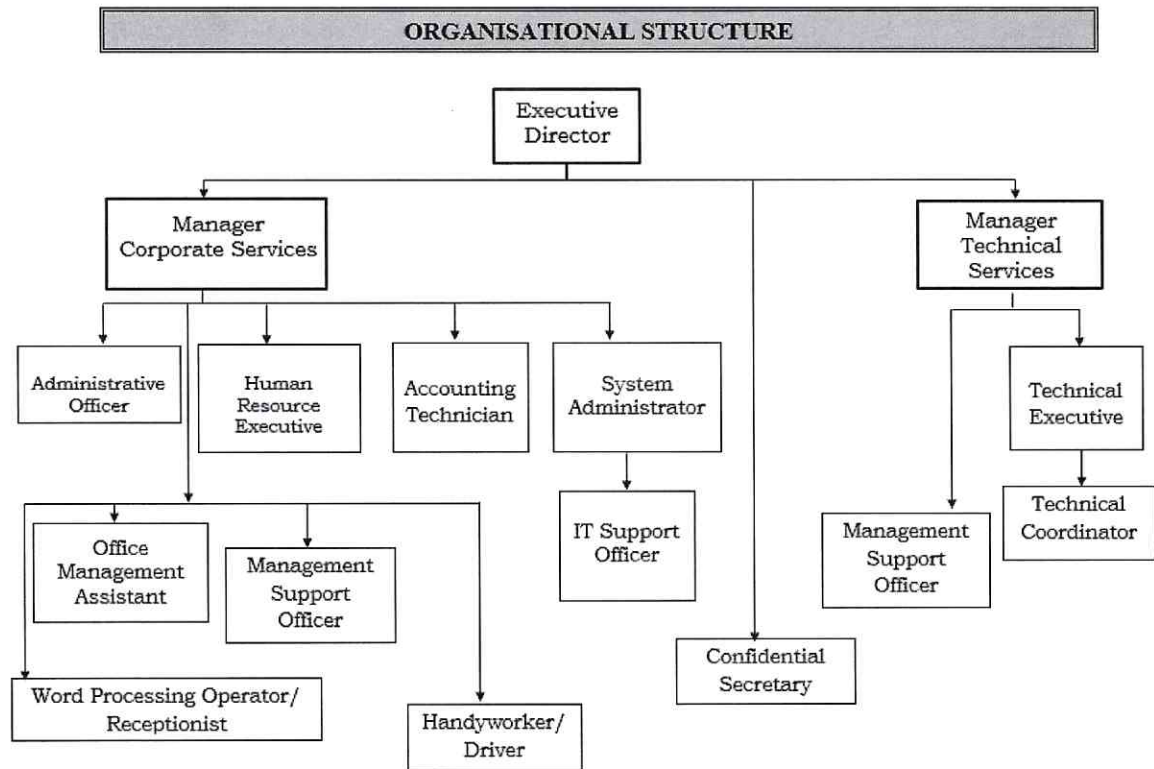 ORGANISATIONAL STRUCTURE
Executive
Director
Manager
Corporate Services
Manager
Technical
Services
Administrative
Officer
Human
Resource
Executive
Accounting
Technician
System
Administrator
Technical
Executive
Office
Management
Assistant
Management
Support
Officer
IT Support
Officer
Management
Support
Officer
Technical
Coordinator
Word Processing Operator/
Receptionist
Handyworker/
Driver
Confidential
Secretary